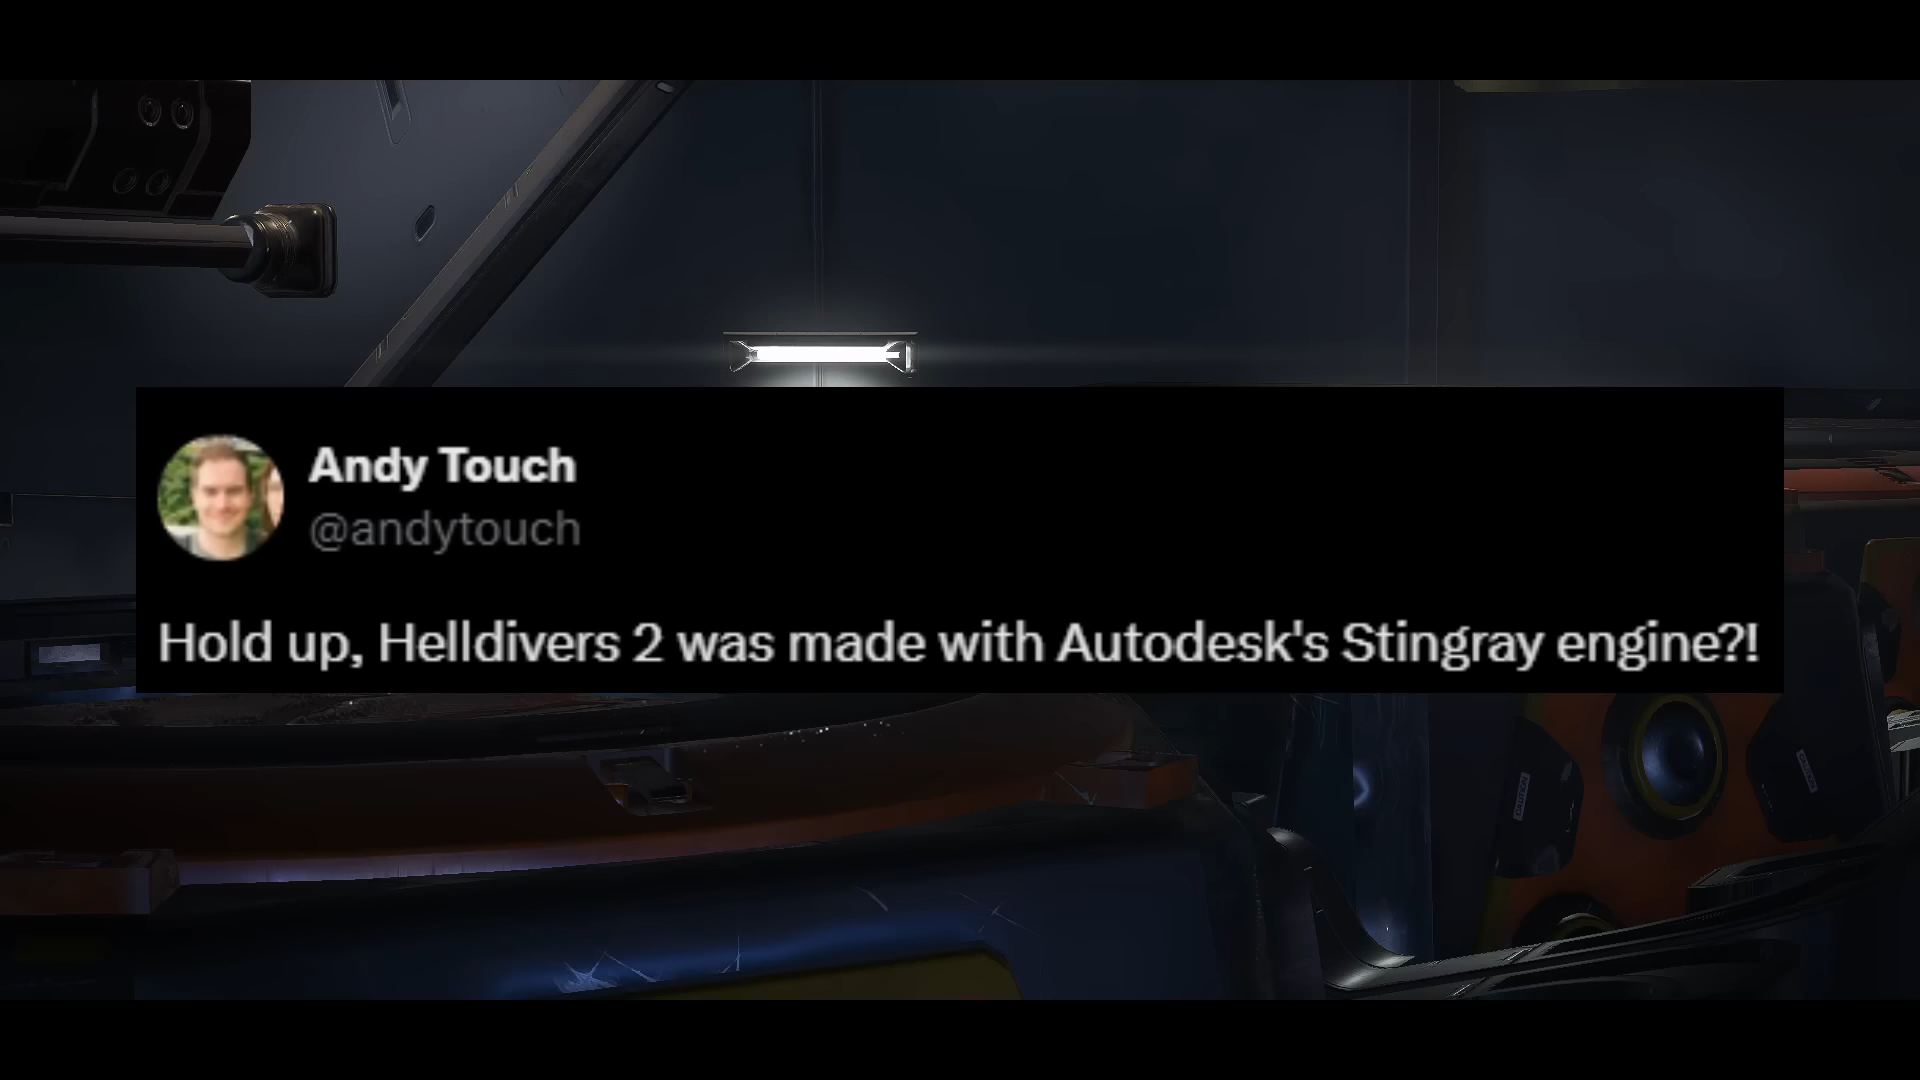 Andy Touch
@andytouch
Hold up, Helldivers 2 was made with Autodesk's Stingray engine?!